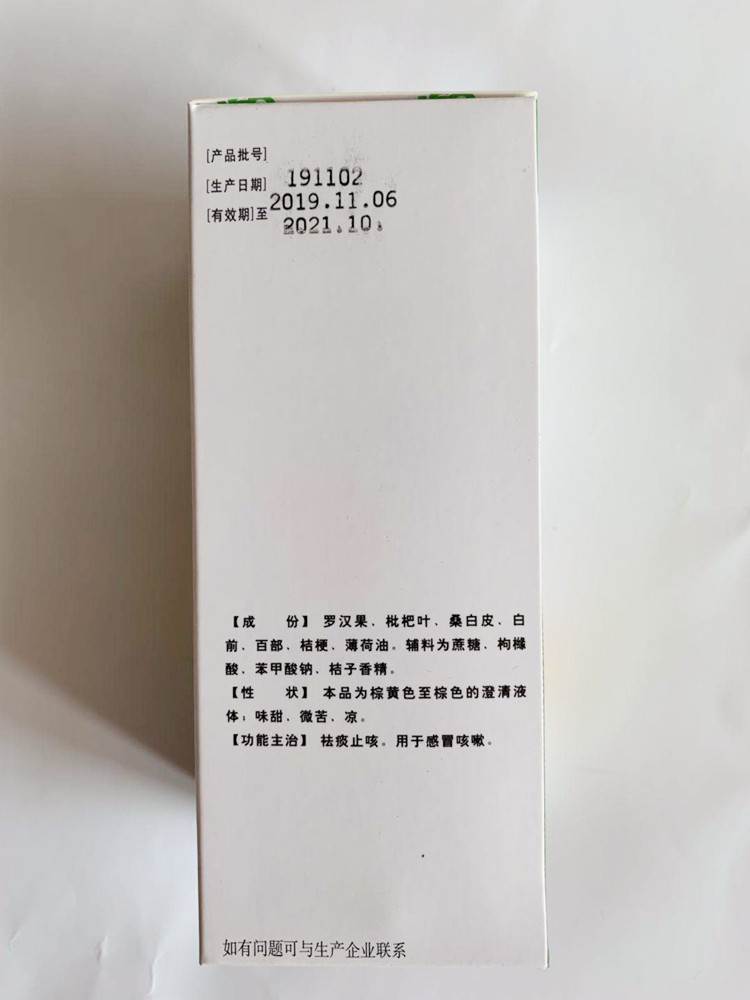 [产品批号]
191102
[生产日期]
2019.11.06
[有效期]至
2021.10.
【成　份】 罗汉果、枇杷叶、桑白皮、白
前、百部、桔梗、薄荷油。辅料为蔗糖、枸橼
酸、苯甲酸钠、桔子香精。
【性　状】 本品为棕黄色至棕色的澄清液
体；味甜、微苦、凉。
【功能主治】 祛痰止咳。用于感冒咳嗽。
如有问题可与生产企业联系